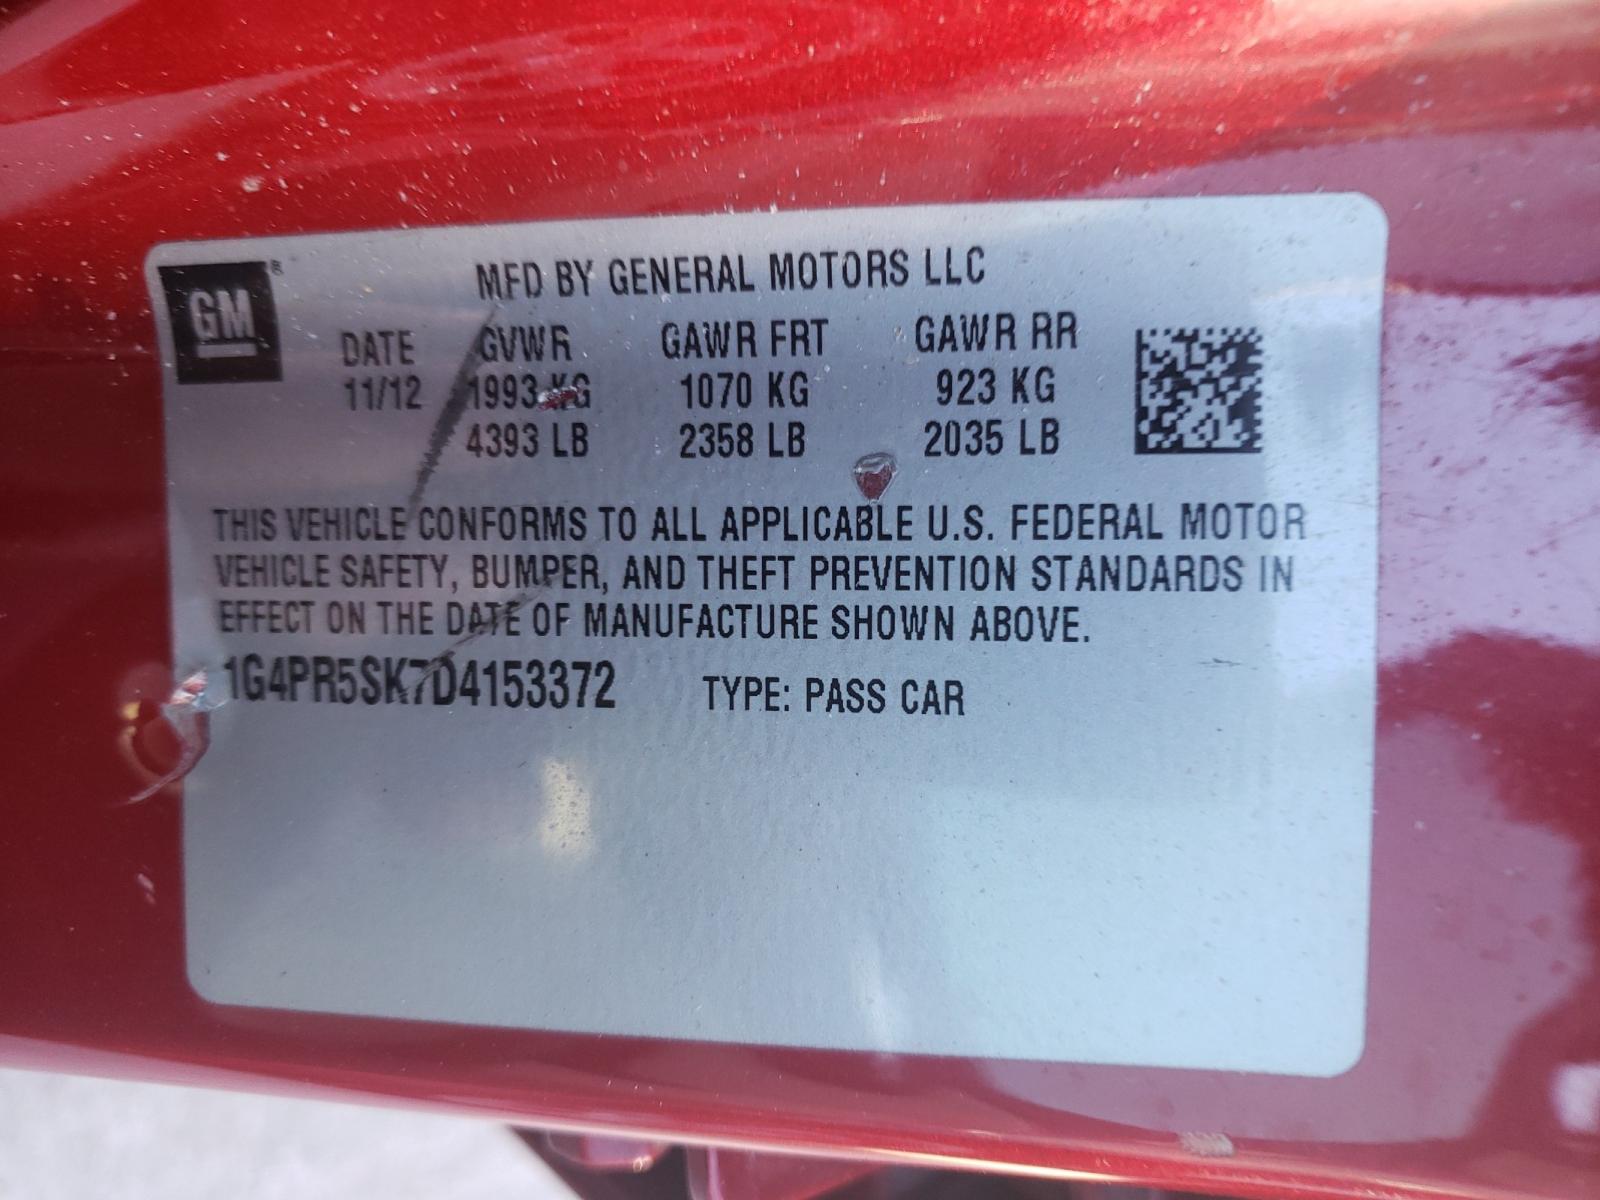 GM ®
MFD BY GENERAL MOTORS LLC
DATE GVWR GAWR FRT GAWR RR
11/12 1993 KG 1070 KG 923 KG
4393 LB 2358 LB 2035 LB
THIS VEHICLE CONFORMS TO ALL APPLICABLE U.S. FEDERAL MOTOR
VEHICLE SAFETY, BUMPER, AND THEFT PREVENTION STANDARDS IN
EFFECT ON THE DATE OF MANUFACTURE SHOWN ABOVE.
1G4PR5SK7D4153372 TYPE: PASS CAR